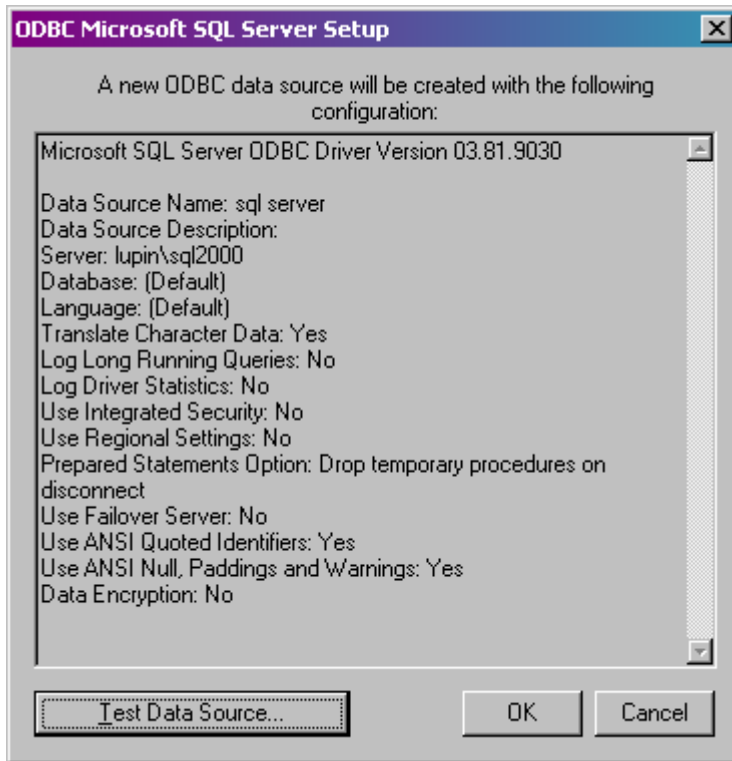 ODBC Microsoft SQL Server Setup
A new ODBC data source will be created with the following
configuration:
Microsoft SQL Server ODBC Driver Version 03.81.9030
Data Source Name: sql server
Data Source Description:
Server: lupin\sql2000
Database: (Default)
Language: (Default)
Translate Character Data: Yes
Log Long Running Queries: No
Log Driver Statistics: No
Use Integrated Security: No
Use Regional Settings: No
Prepared Statements Option: Drop temporary procedures on
disconnect
Use Failover Server: No
Use ANSI Quoted Identifiers: Yes
Use ANSI Null, Paddings and Warnings: Yes
Data Encryption: No
Test Data Source...
OK
Cancel